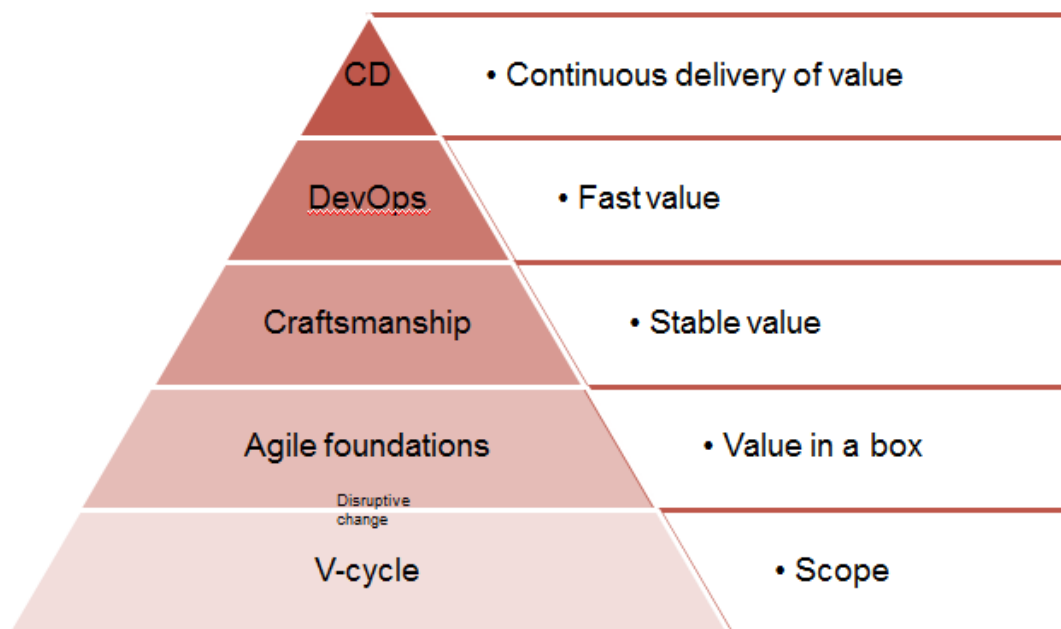 CD
• Continuous delivery of value
DevOps
• Fast value
Craftsmanship
• Stable value
Agile foundations
• Value in a box
Disruptive
change
V-cycle
• Scope